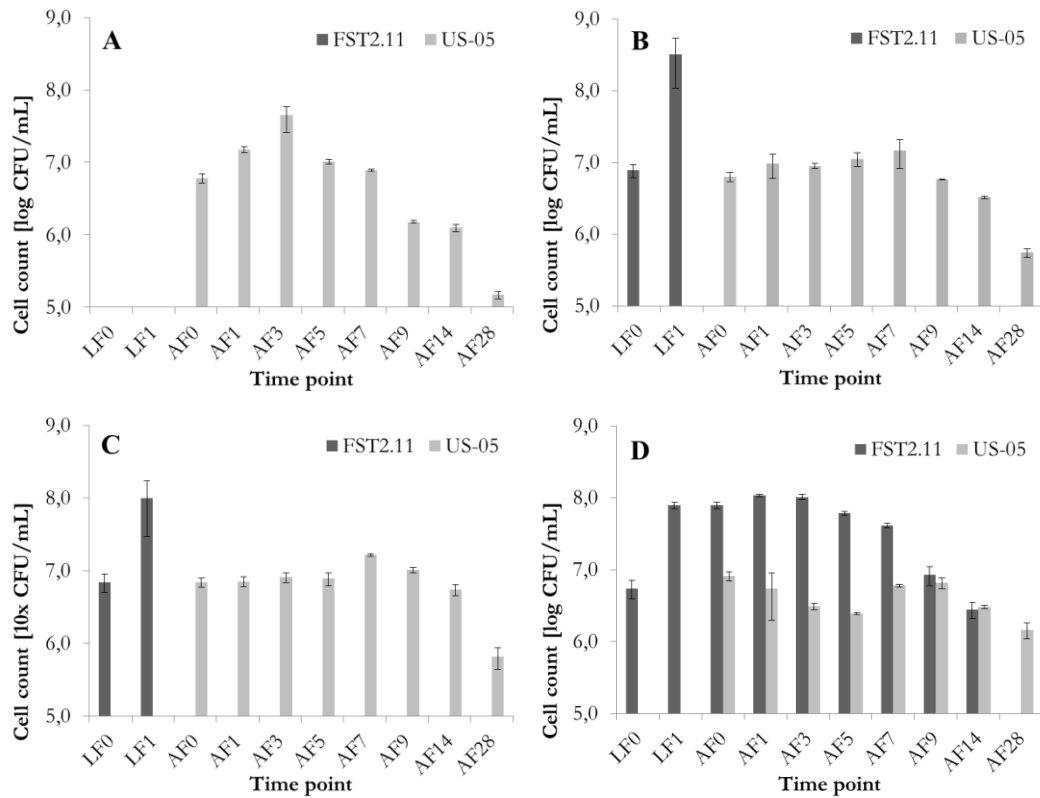 A
FST2.11 US-05
Cell count [log CFU/mL]
9,0
8,0
7,0
6,0
5,0
LF0 LF1 AF0 AF1 AF3 AF5 AF7 AF9 AF14 AF28
Time point
B
FST2.11 US-05
Cell count [log CFU/mL]
9,0
8,0
7,0
6,0
5,0
LF0 LF1 AF0 AF1 AF3 AF5 AF7 AF9 AF14 AF28
Time point
C
FST2.11 US-05
Cell count [10x CFU/mL]
9,0
8,0
7,0
6,0
5,0
LF0 LF1 AF0 AF1 AF3 AF5 AF7 AF9 AF14 AF28
Time point
D
FST2.11 US-05
Cell count [log CFU/mL]
9,0
8,0
7,0
6,0
5,0
LF0 LF1 AF0 AF1 AF3 AF5 AF7 AF9 AF14 AF28
Time point